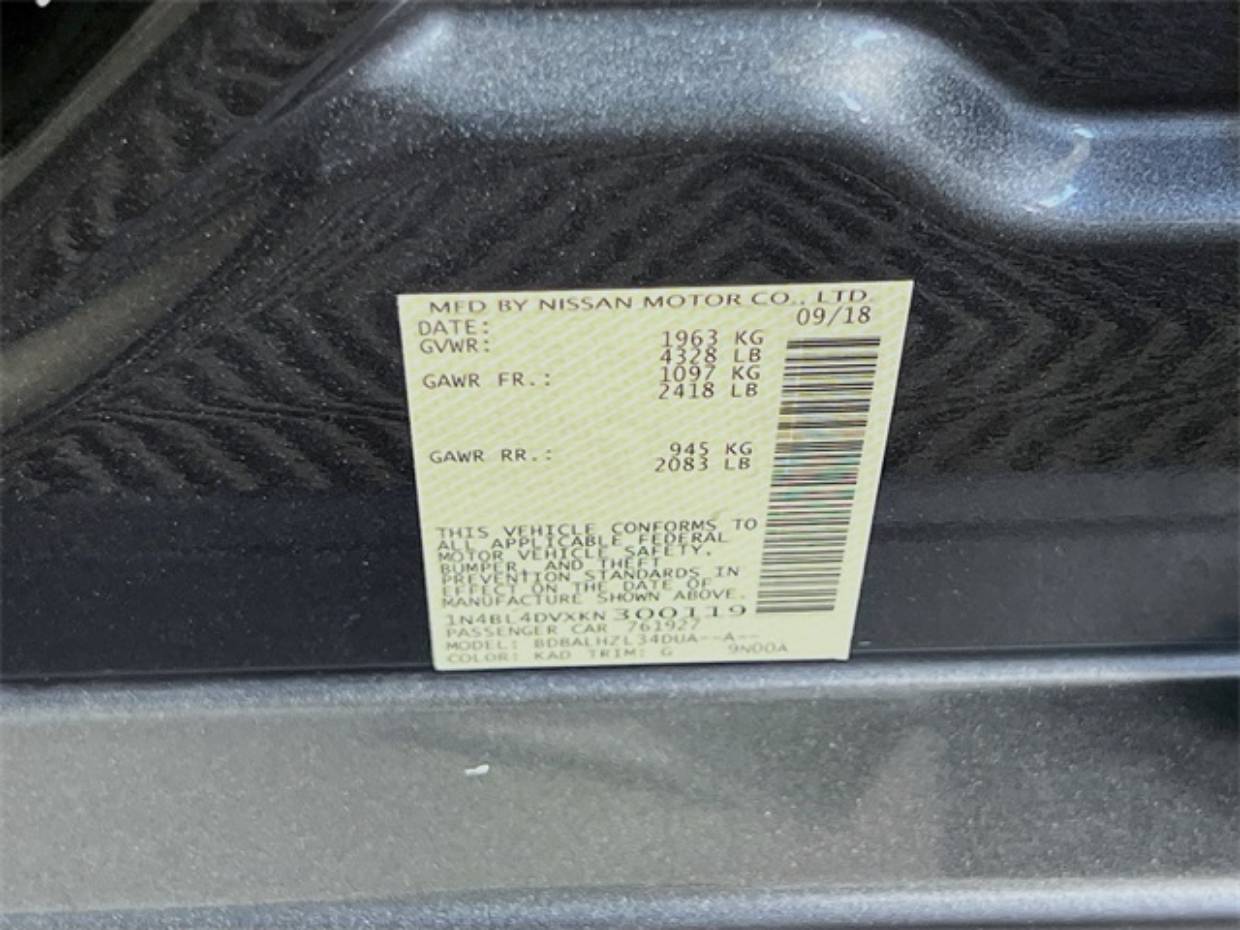 MFD BY NISSAN MOTOR CO., LTD.
DATE: 09/18
GVWR: 1963 KG
4328 LB
GAWR FR.: 1097 KG
2418 LB
GAWR RR.: 945 KG
2083 LB
THIS VEHICLE CONFORMS TO
ALL APPLICABLE FEDERAL
MOTOR VEHICLE SAFETY,
BUMPER, AND THEFT
PREVENTION STANDARDS IN
EFFECT ON THE DATE OF
MANUFACTURE SHOWN ABOVE.
1N4BL4DVXKN300119
PASSENGER CAR 761927
MODEL: BDBALHZL34DUA--A--
COLOR: KAD TRIM: G 9N00A